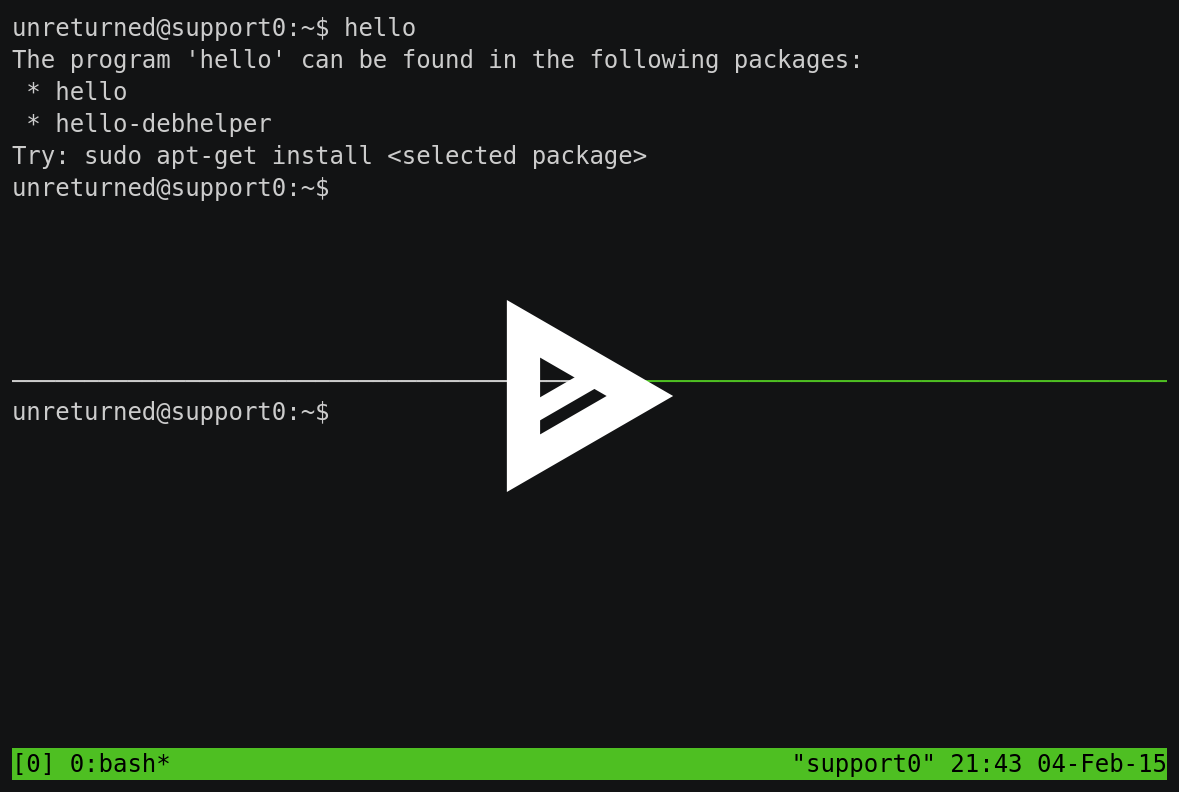 unreturned@support0:~$ hello
The program 'hello' can be found in the following packages:
 * hello
 * hello-debhelper
Try: sudo apt-get install <selected package>
unreturned@support0:~$
unreturned@support0:~$
[0] 0:bash* "support0" 21:43 04-Feb-15